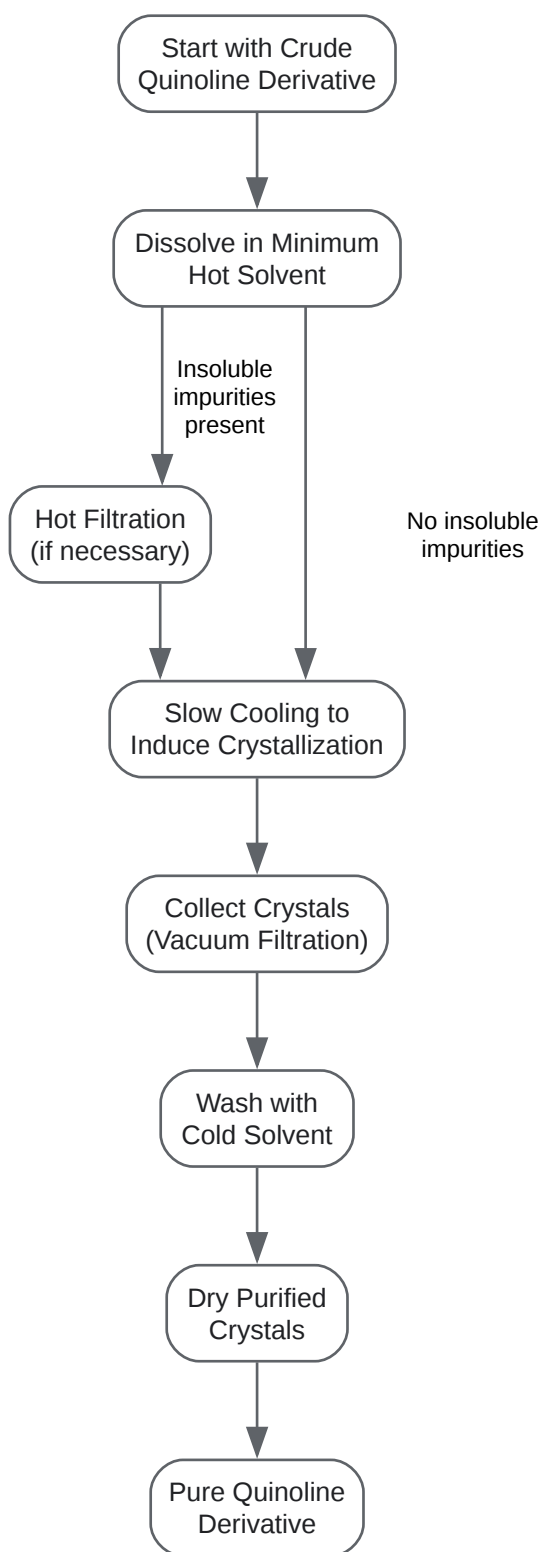 Start with Crude
Quinoline Derivative
Dissolve in Minimum
Hot Solvent
Insoluble
impurities
present
Hot Filtration
(if necessary)
No insoluble
impurities
Slow Cooling to
Induce Crystallization
Collect Crystals
(Vacuum Filtration)
Wash with
Cold Solvent
Dry Purified
Crystals
Pure Quinoline
Derivative